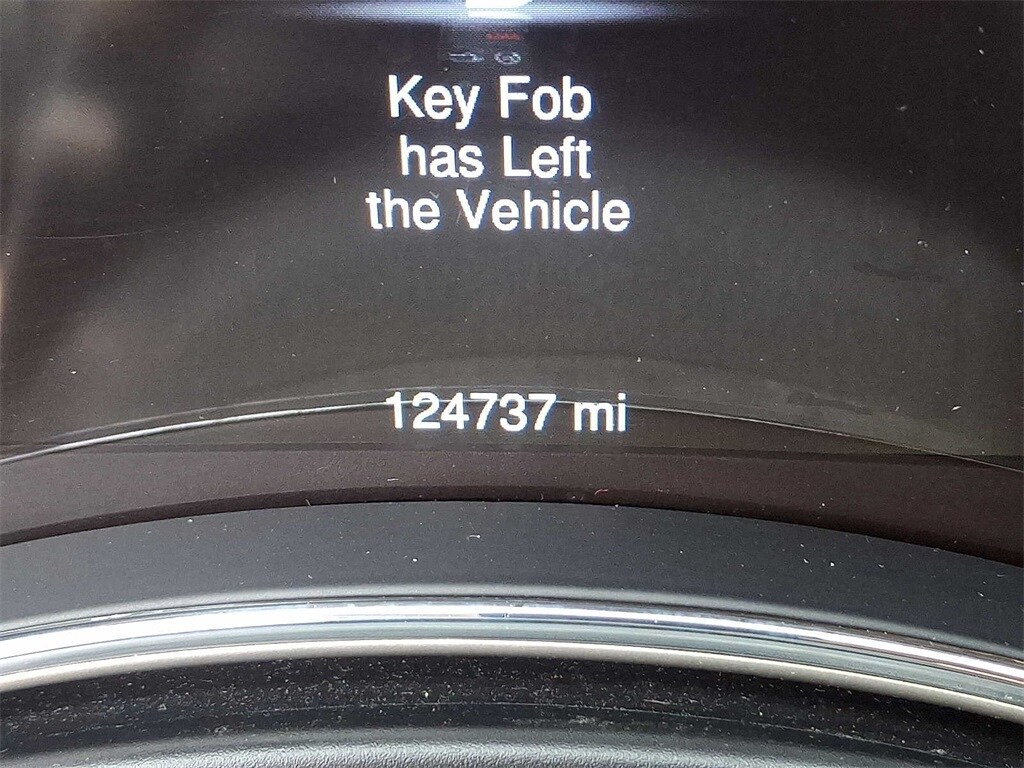 Key Fob
has Left
the Vehicle
124737 mi